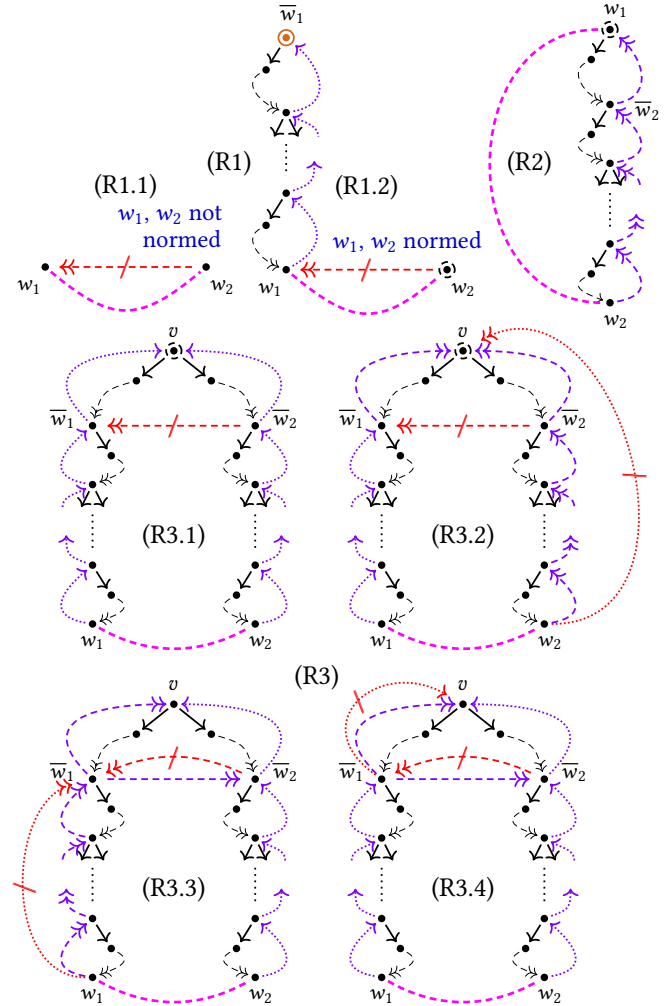 w̅₁
w₁
w̅₂
(R1)
(R2)
(R1.1)
(R1.2)
w₁, w₂ not
normed
w₁, w₂ normed
w₁
w₂
w₁
w₂
w₂
v
v
w̅₁
w̅₂
w̅₁
w̅₂
(R3.1)
(R3.2)
w₁
w₂
w₁
w₂
(R3)
v
v
w̅₁
w̅₂
w̅₁
w̅₂
(R3.3)
(R3.4)
w₁
w₂
w₁
w₂